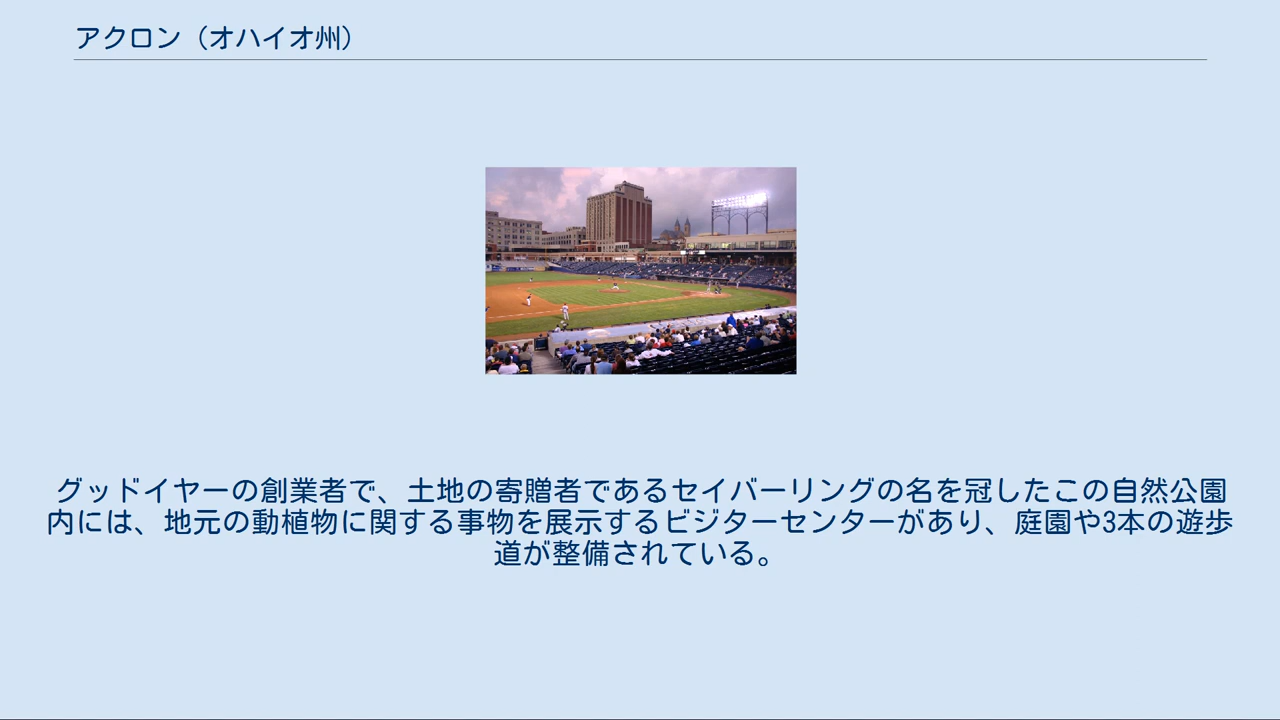 アクロン（オハイオ州）
グッドイヤーの創業者で、土地の寄贈者であるセイバーリングの名を冠したこの自然公園
内には、地元の動植物に関する事物を展示するビジターセンターがあり、庭園や3本の遊歩
道が整備されている。